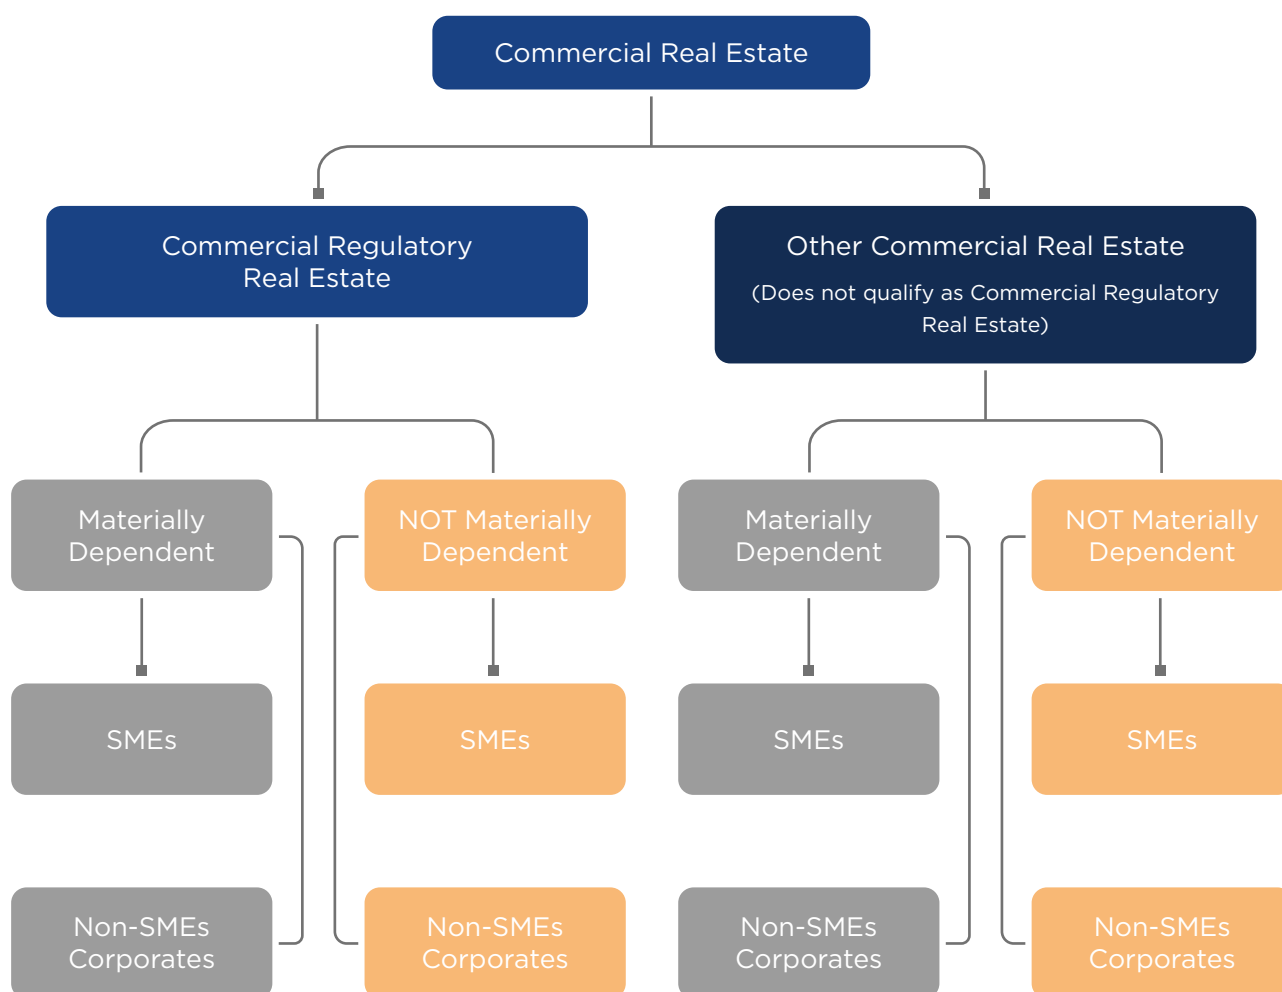 Commercial Real Estate
Commercial Regulatory
Real Estate
Other Commercial Real Estate
(Does not qualify as Commercial Regulatory
Real Estate)
Materially
Dependent
NOT Materially
Dependent
Materially
Dependent
NOT Materially
Dependent
SMEs
SMEs
SMEs
SMEs
Non-SMEs
Corporates
Non-SMEs
Corporates
Non-SMEs
Corporates
Non-SMEs
Corporates